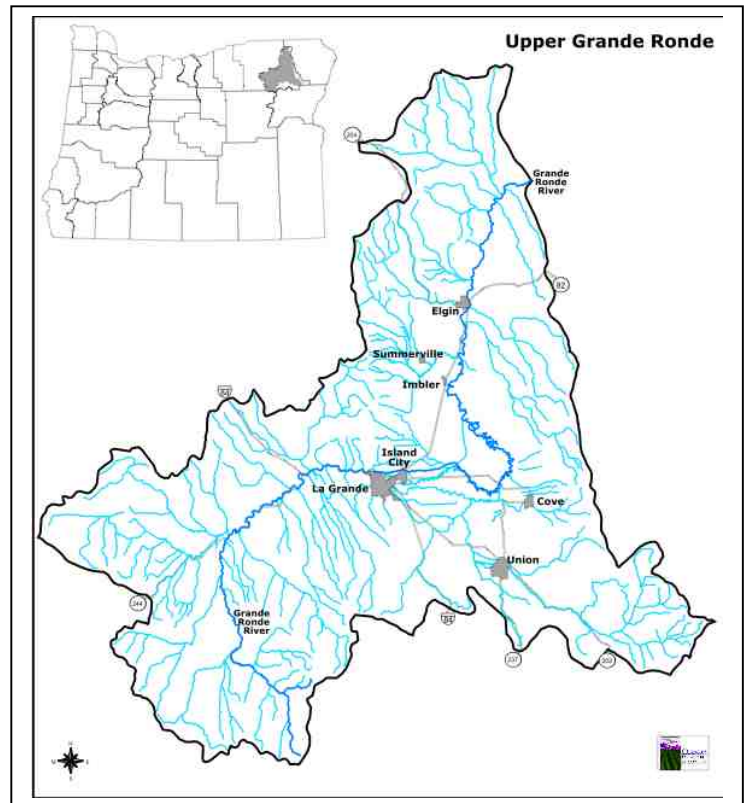 Upper Grande Ronde
204
Grande
Ronde
River
82
Elgin
Summerville
Imbler
84
Island
City
La Grande
Cove
Union
244
Grande
Ronde
River
84
237
203
N
W
E
S